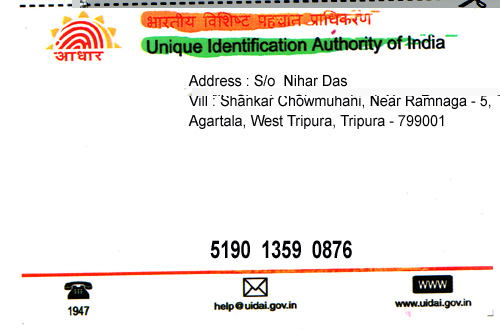 भारतीय विशिष्ट पहचान प्राधिकरण
Unique Identification Authority of India
आधार
Address : S/o Nihar Das
Vill : Shankar Chowmuhani, Near Ramnaga - 5,
Agartala, West Tripura, Tripura - 799001
5190 1359 0876
1947
help@uidai.gov.in
WWW
www.uidai.gov.in